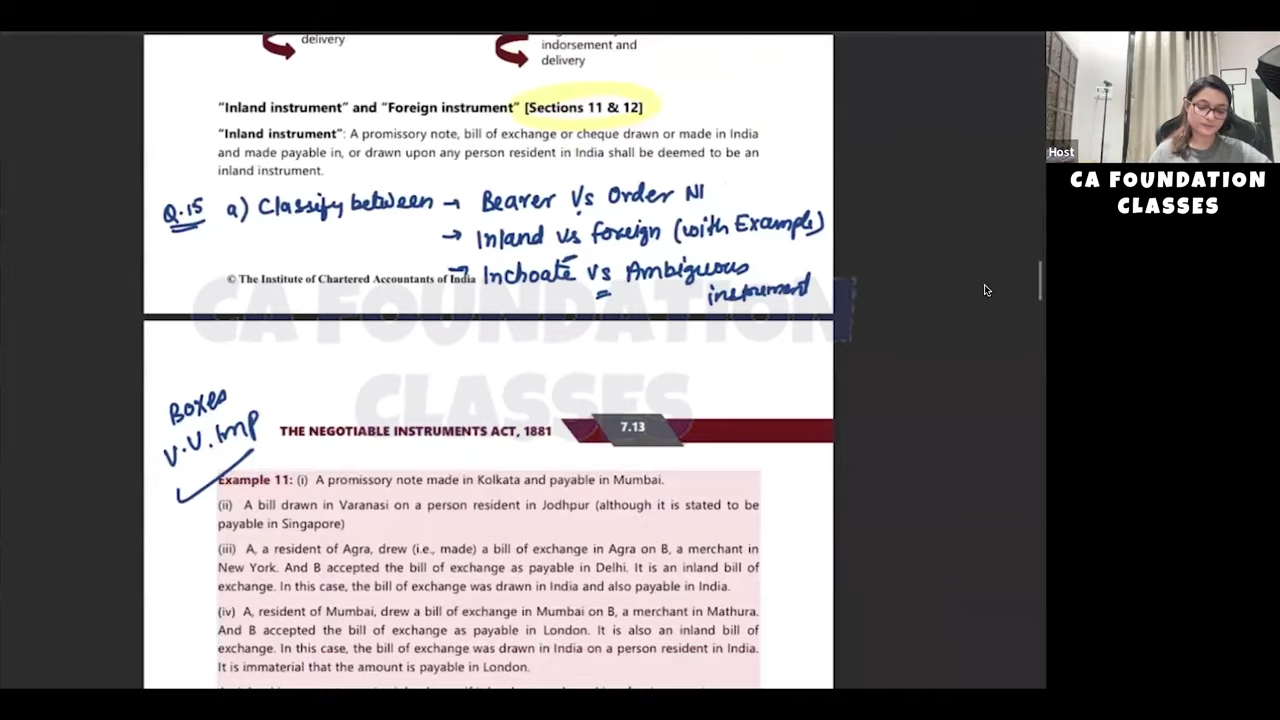 delivery
indorsement and
delivery
"Inland instrument" and "Foreign instrument" [Sections 11 & 12]
"Inland instrument": A promissory note, bill of exchange or cheque drawn or made in India
and made payable in, or drawn upon any person resident in India shall be deemed to be an
inland instrument.
Q.15 a) Classify between → Bearer Vs Order NI
→ Inland vs foreign (with Example)
→ Inchoate vs Ambiguous
instrument
© The Institute of Chartered Accountants of India
CA FOUNDATION
CLASSES
Boxes
V.V. Imp
THE NEGOTIABLE INSTRUMENTS ACT, 1881 7.13
Example 11: (i) A promissory note made in Kolkata and payable in Mumbai.
(ii) A bill drawn in Varanasi on a person resident in Jodhpur (although it is stated to be
payable in Singapore)
(iii) A, a resident of Agra, drew (i.e., made) a bill of exchange in Agra on B, a merchant in
New York. And B accepted the bill of exchange as payable in Delhi. It is an inland bill of
exchange. In this case, the bill of exchange was drawn in India and also payable in India.
(iv) A, resident of Mumbai, drew a bill of exchange in Mumbai on B, a merchant in Mathura.
And B accepted the bill of exchange as payable in London. It is also an inland bill of
exchange. In this case, the bill of exchange was drawn in India on a person resident in India.
It is immaterial that the amount is payable in London.
Host
CA FOUNDATION
CLASSES